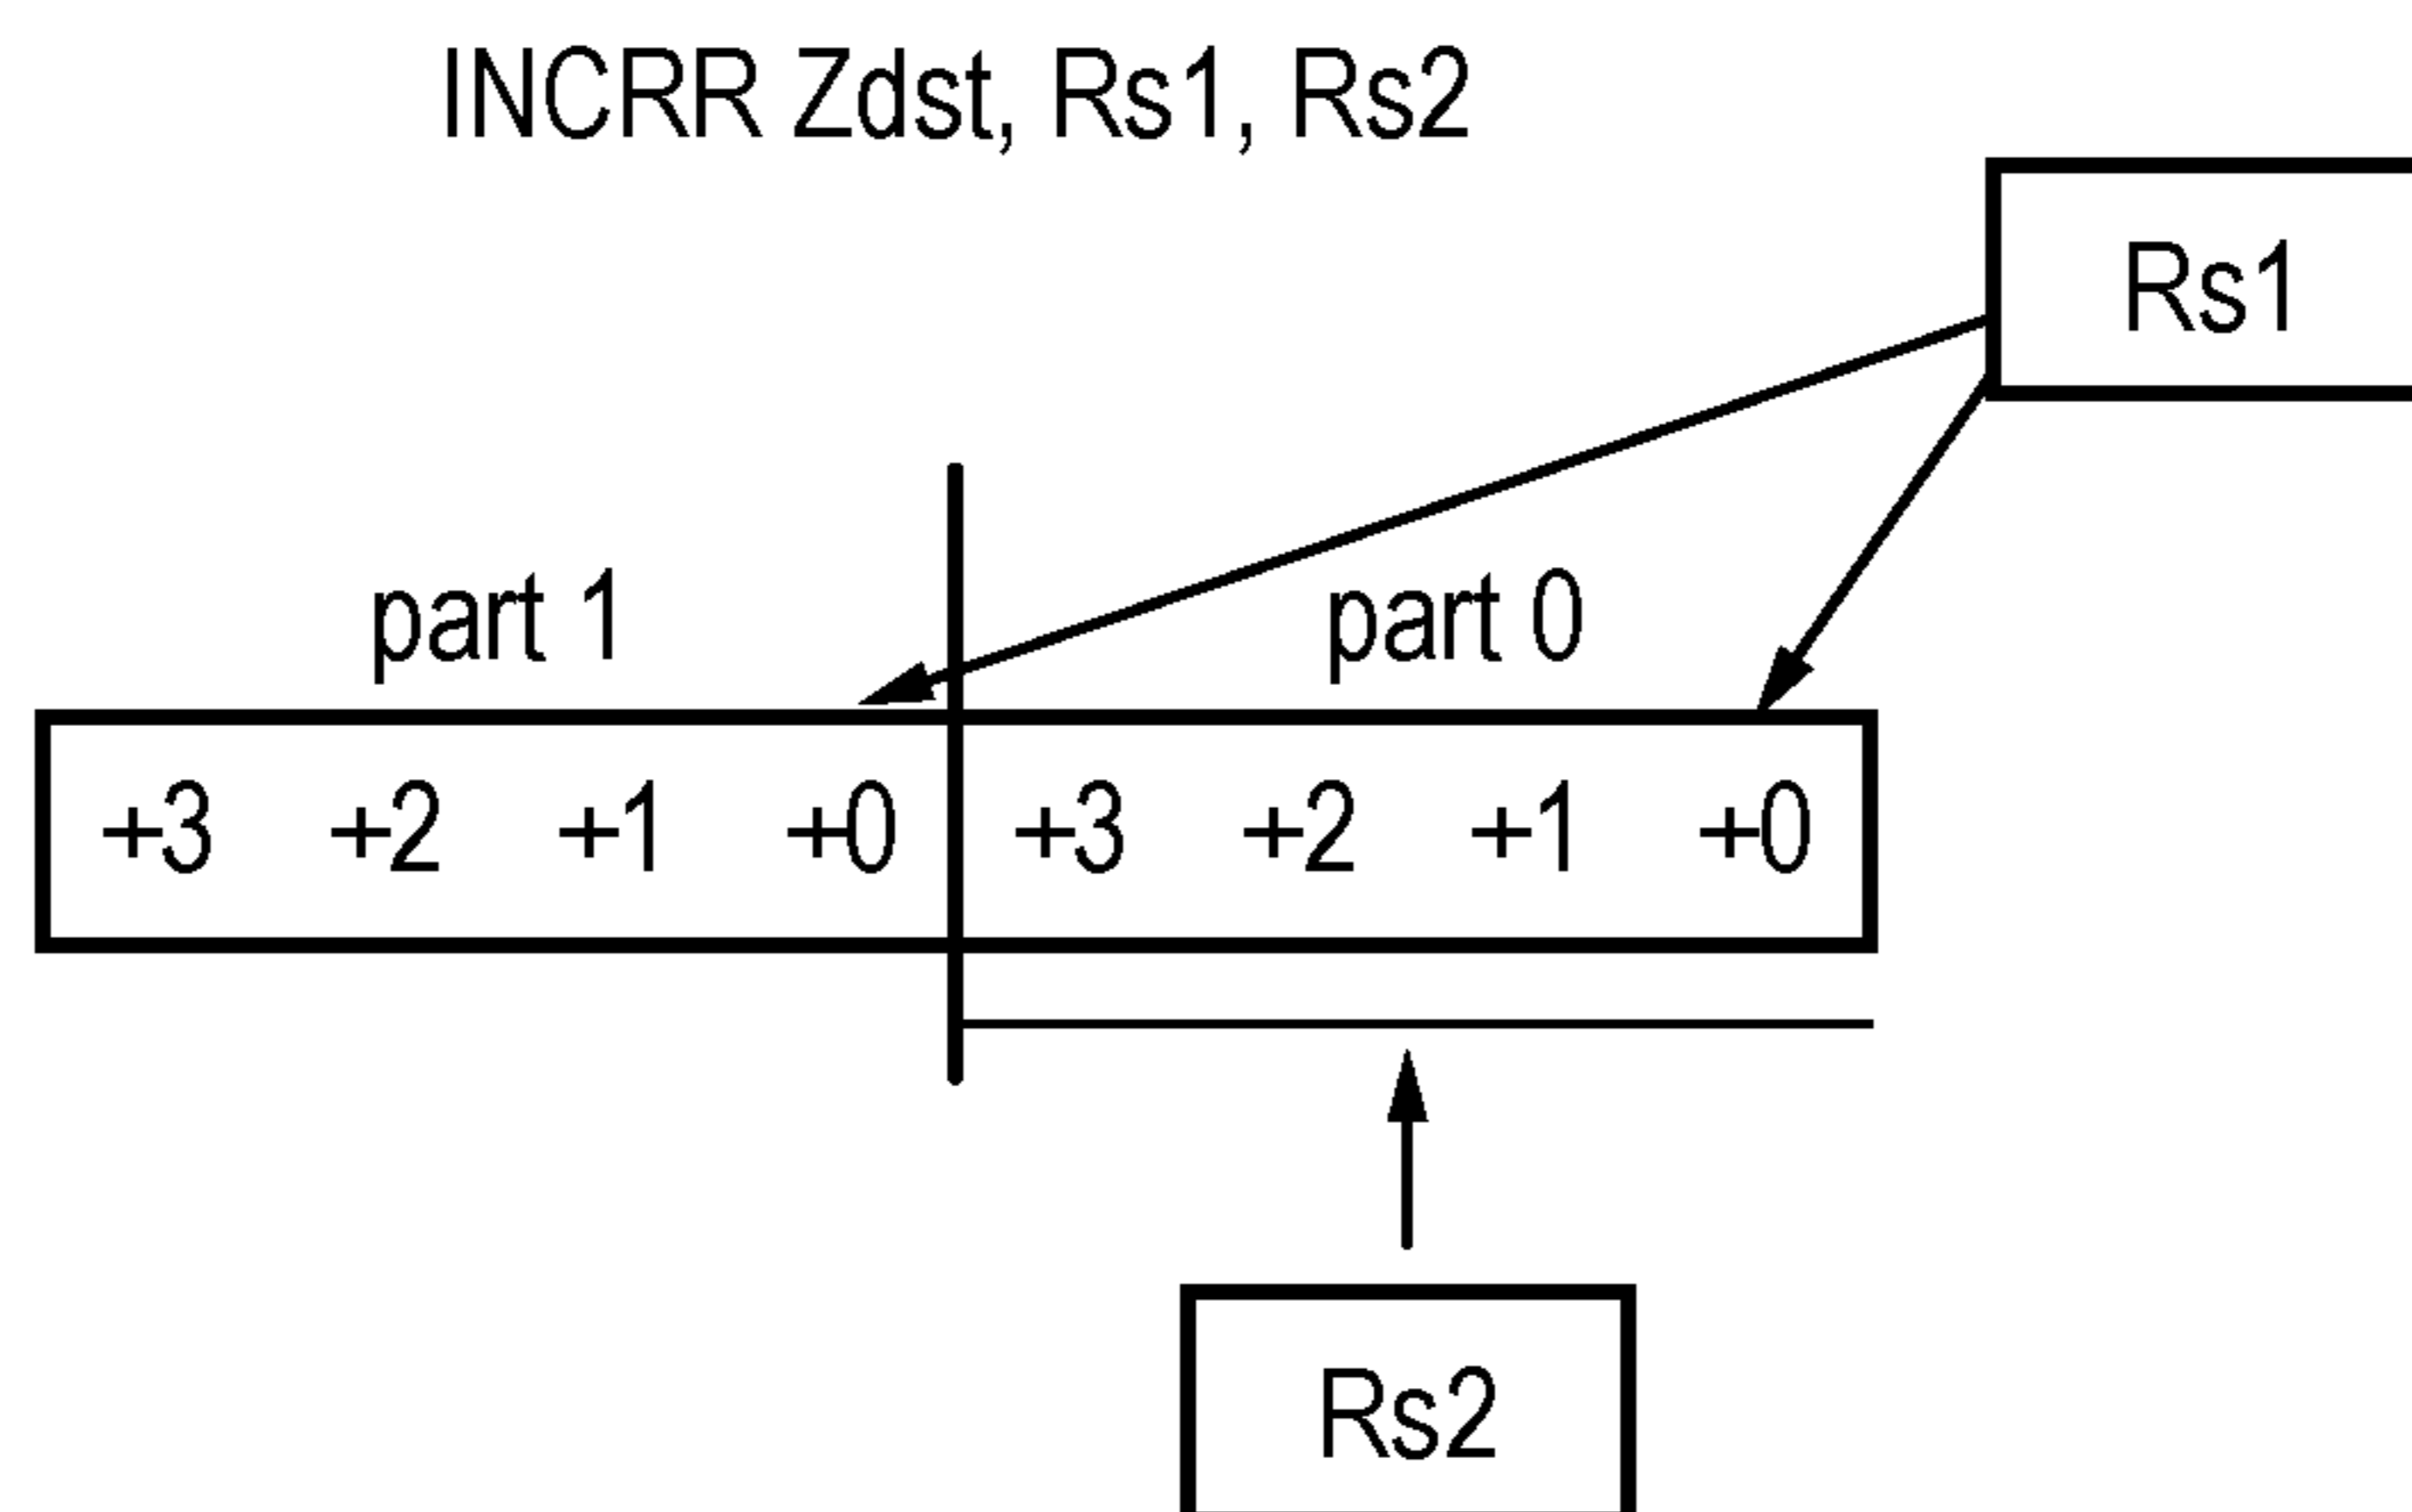 INCRR Zdst, Rs1, Rs2
Rs1
part 1 part 0
+3 +2 +1 +0 +3 +2 +1 +0
Rs2